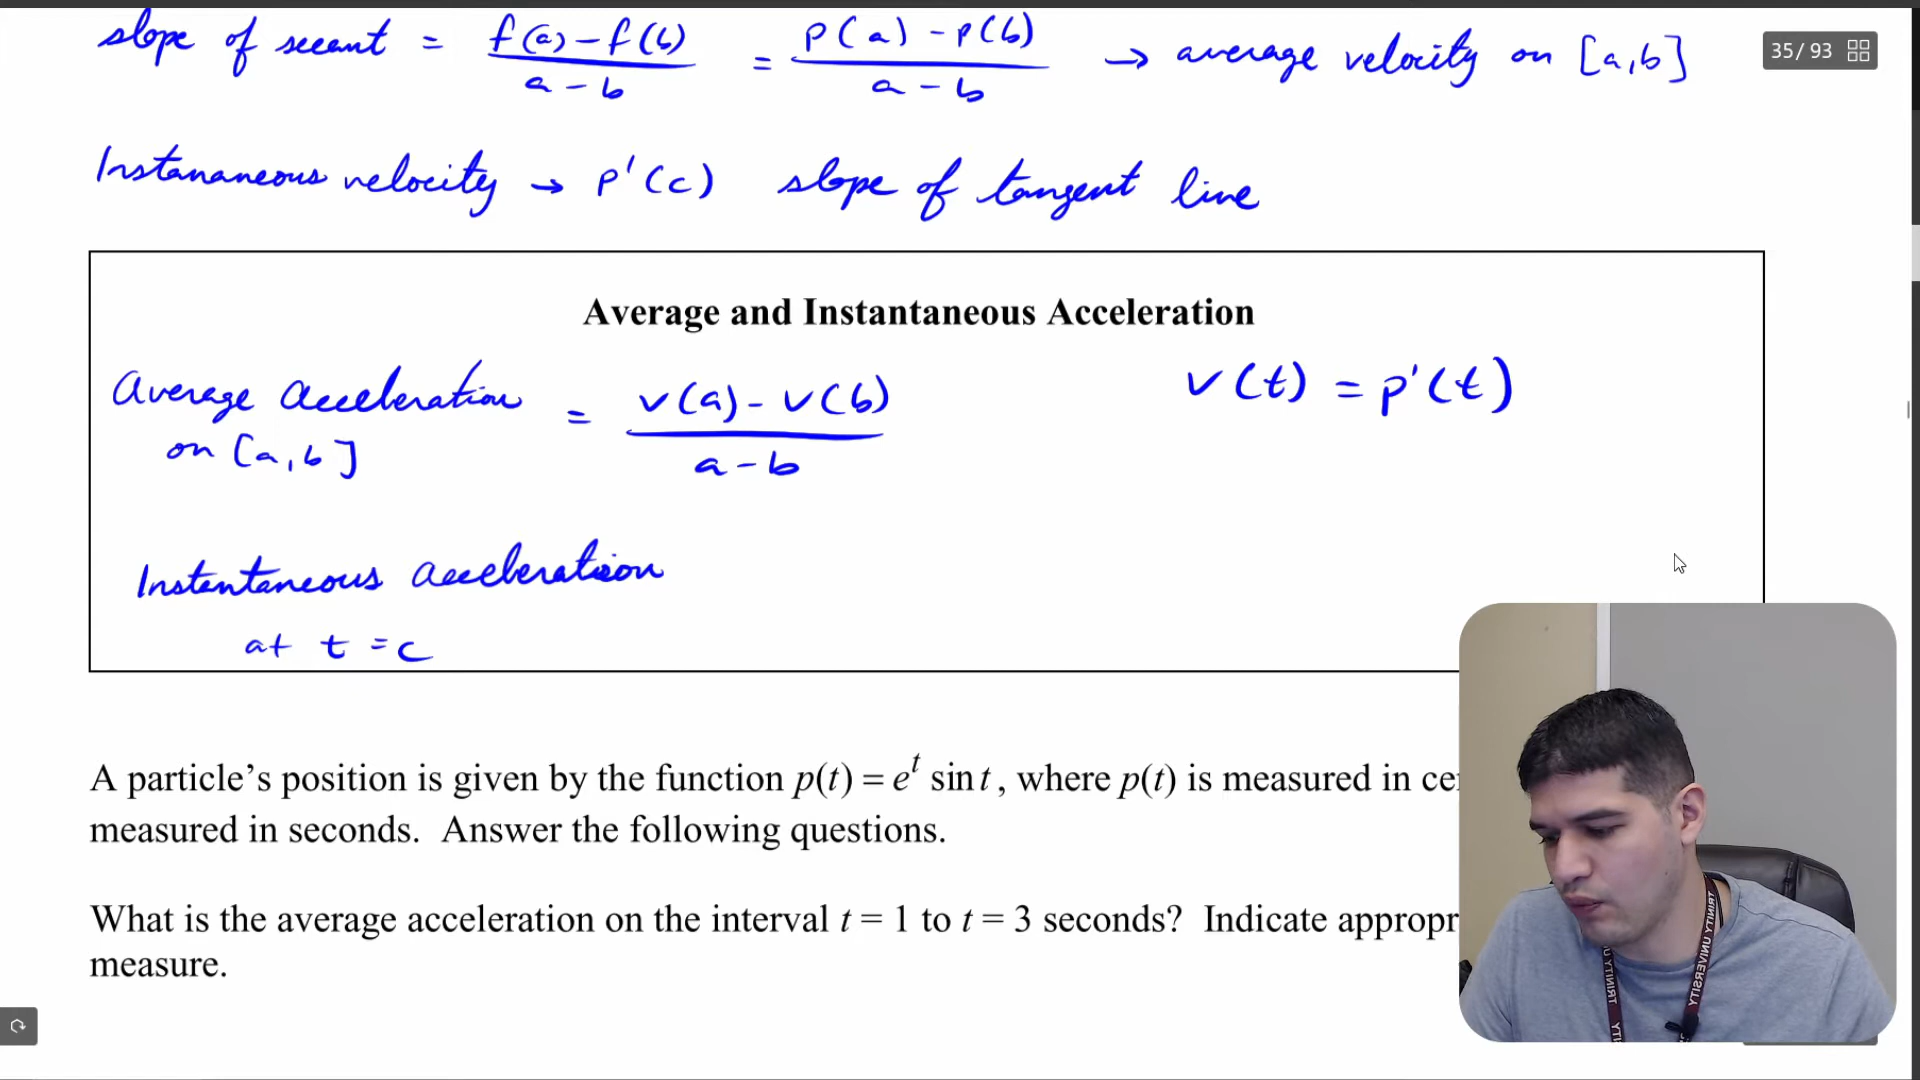 slope of secant = f(a) - f(b) / a - b = p(a) - p(b) / a - b → average velocity on [a,b]
35 / 93
Instananeous velocity → p'(c) slope of tangent line
Average and Instantaneous Acceleration
Average Acceleration = v(a) - v(b) / a - b v(t) = p'(t)
on [a,b]
Instantaneous Acceleration
at t = c
A particle's position is given by the function p(t) = e^t sin t, where p(t) is measured in ce
measured in seconds. Answer the following questions.
What is the average acceleration on the interval t = 1 to t = 3 seconds? Indicate appropr
measure.
TRINITY UNIVERSITY